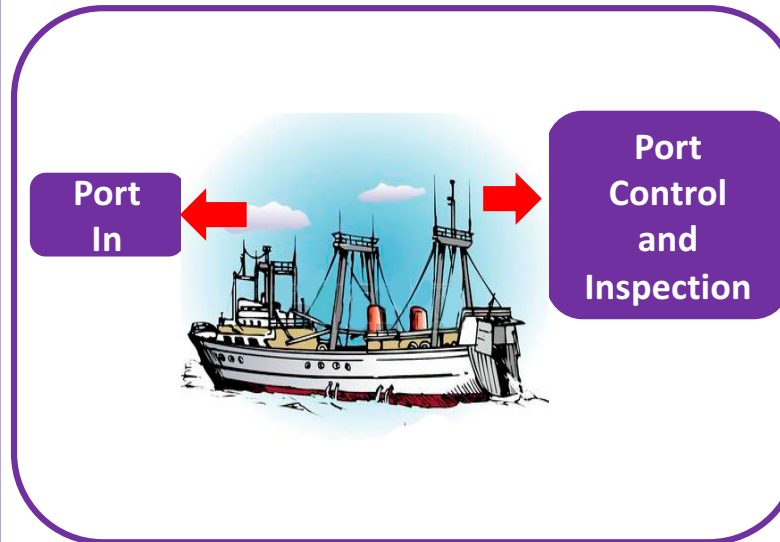 Port
In
Port
Control
and
Inspection